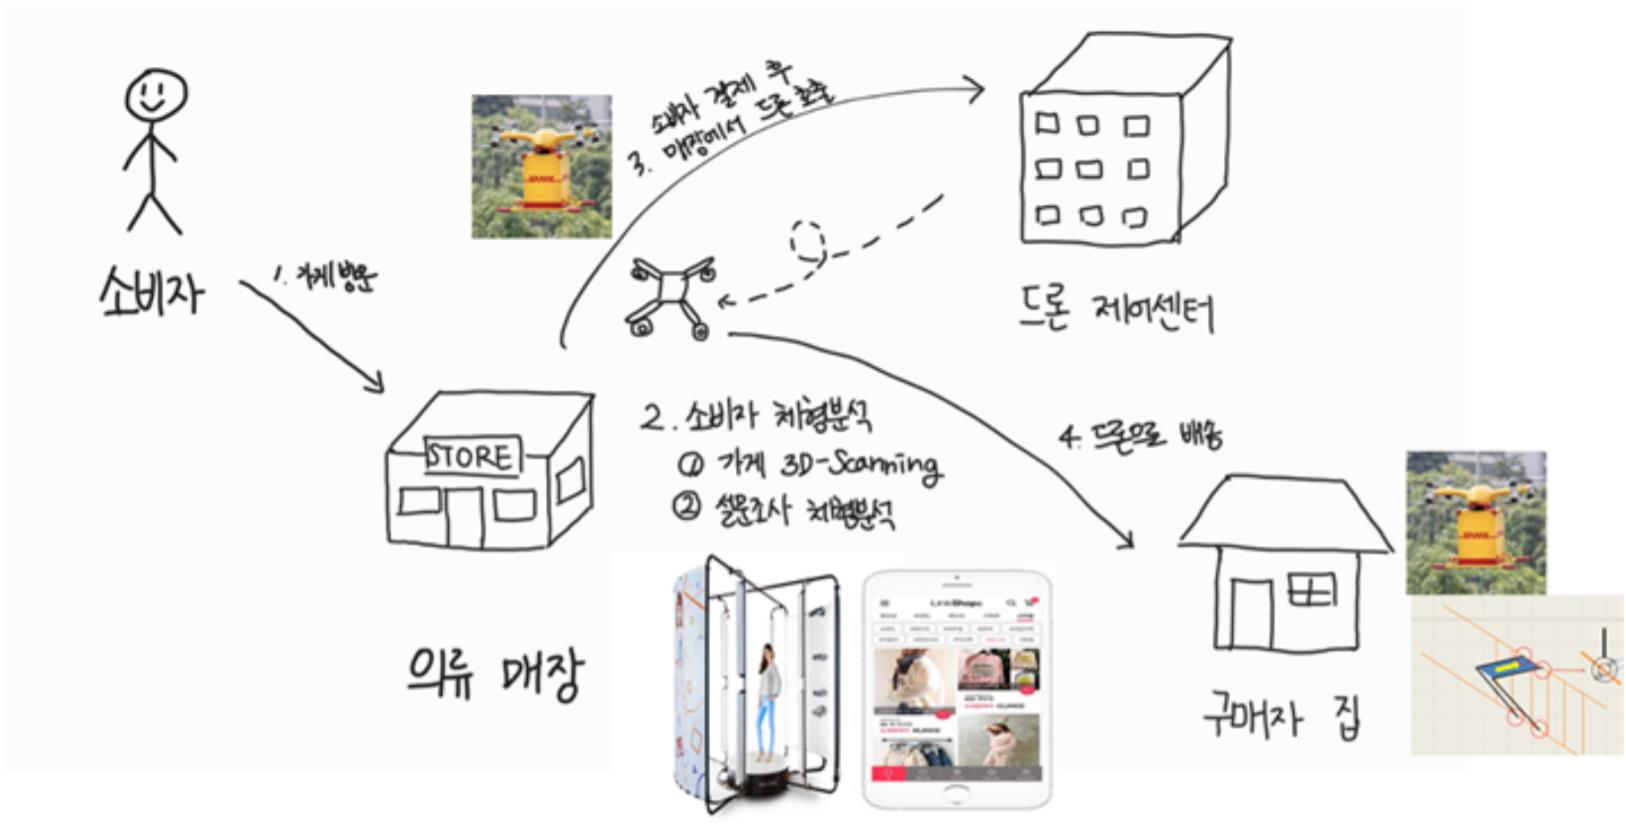 소비자
1. 가게 방문
STORE
의류 매장
2. 소비자 체형분석
① 가게 3D-Scanning
② 설문조사 체형분석
LinkShops
소비자 결제 후
3. 매장에서 드론 호출
드론 제어센터
4. 드론으로 배송
구매자 집